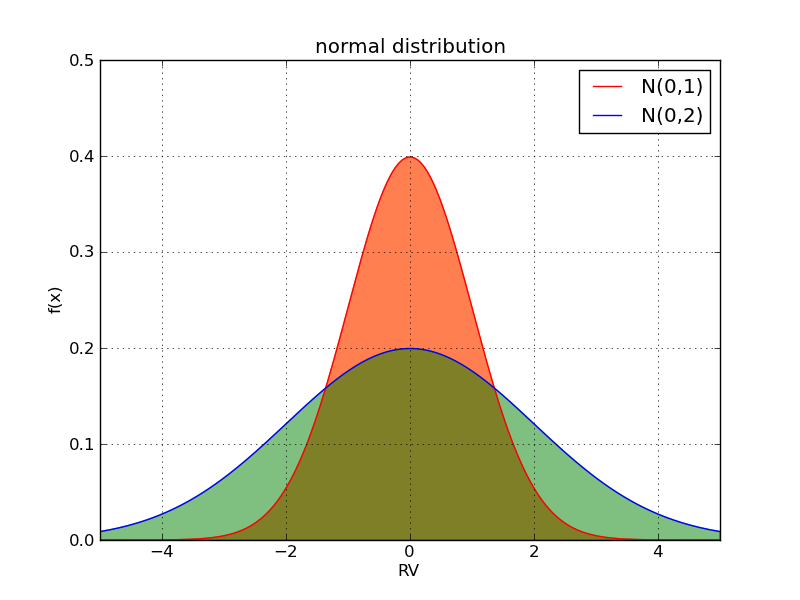 normal distribution
N(0,1)
N(0,2)
0.5
0.4
0.3
0.2
0.1
0.0
f(x)
−4 −2 0 2 4
RV